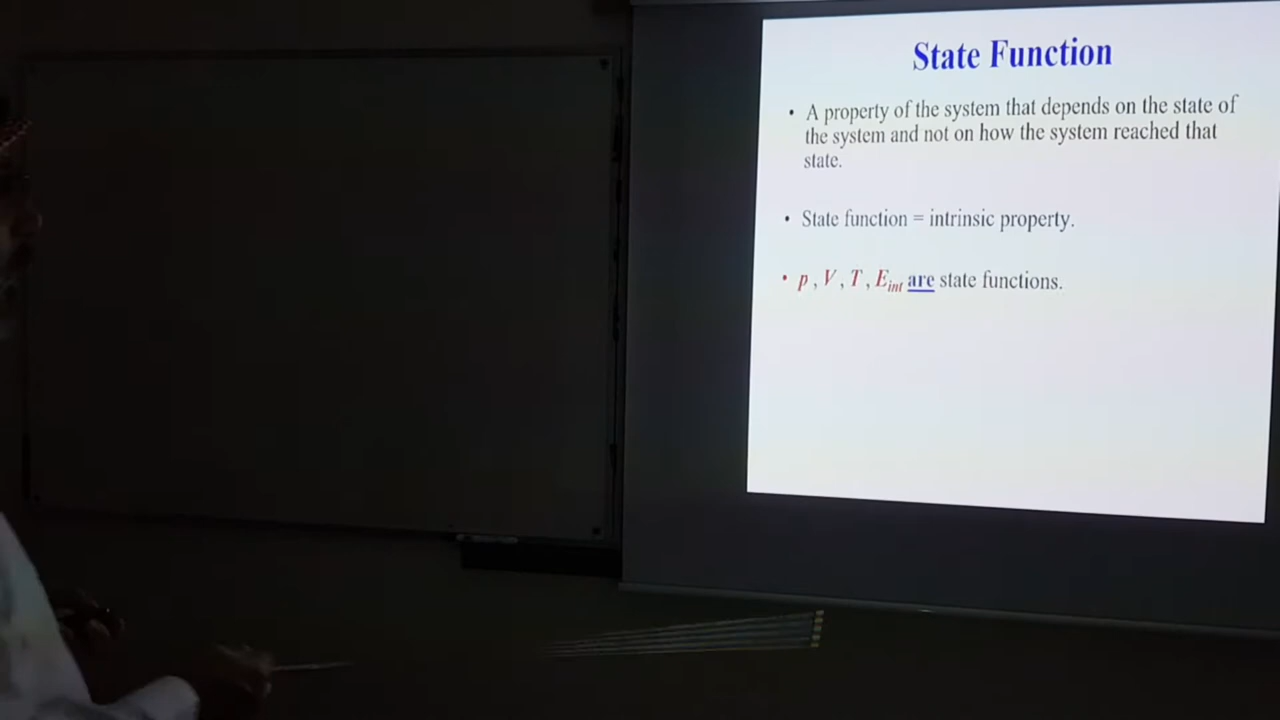 State Function
• A property of the system that depends on the state of
the system and not on how the system reached that
state.
• State function = intrinsic property.
• p , V , T , E_int are state functions.